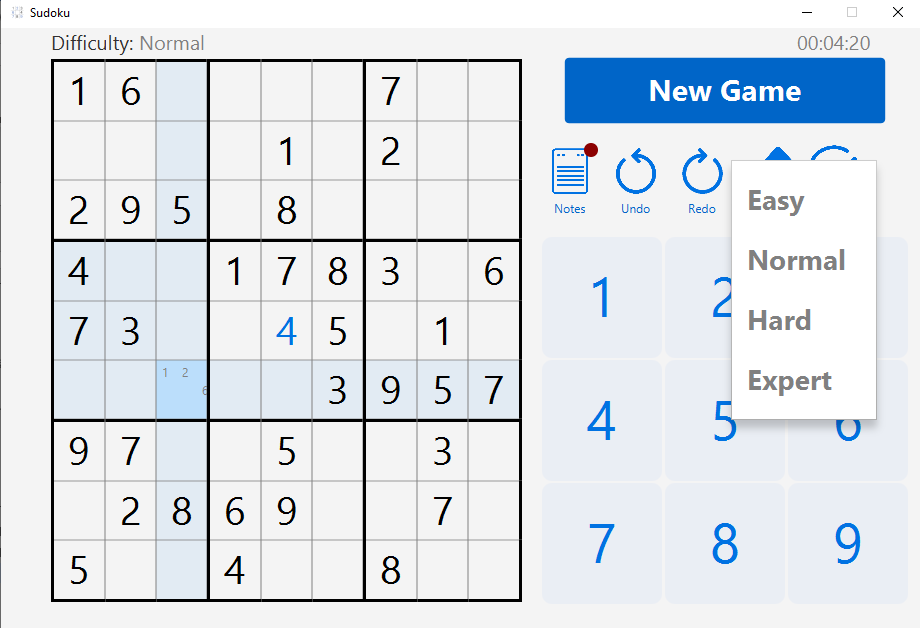 Sudoku
Difficulty: Normal
00:04:20
1 6 7
1 2
2 9 5 8
4 1 7 8 3 6
7 3 4 5 1
1 2 6
3 9 5 7
9 7 5 3
2 8 6 9 7
5 4 8
New Game
Notes Undo Redo
Easy
Normal
Hard
Expert
1 2
4 5 6
7 8 9